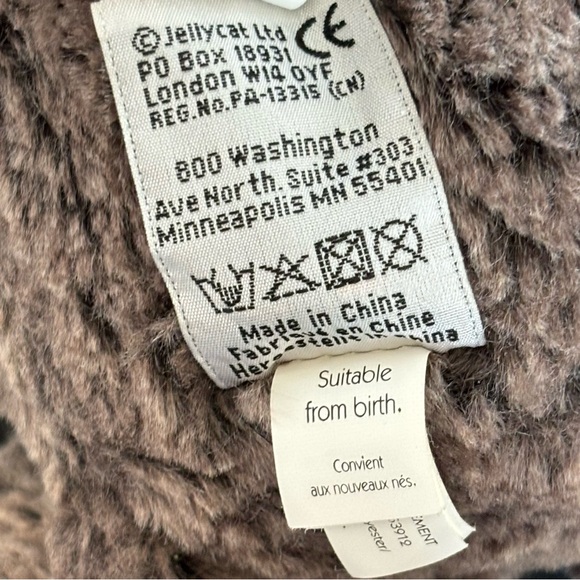 © Jellycat Ltd
PO Box 18931
London W14 0YF
REG.No.PA-13315 (CN)
CE
800 Washington
Ave North. Suite #303
Minneapolis MN 55401
Made in China
en Chine
Suitable
from birth.
Convient
aux nouveaux nés.